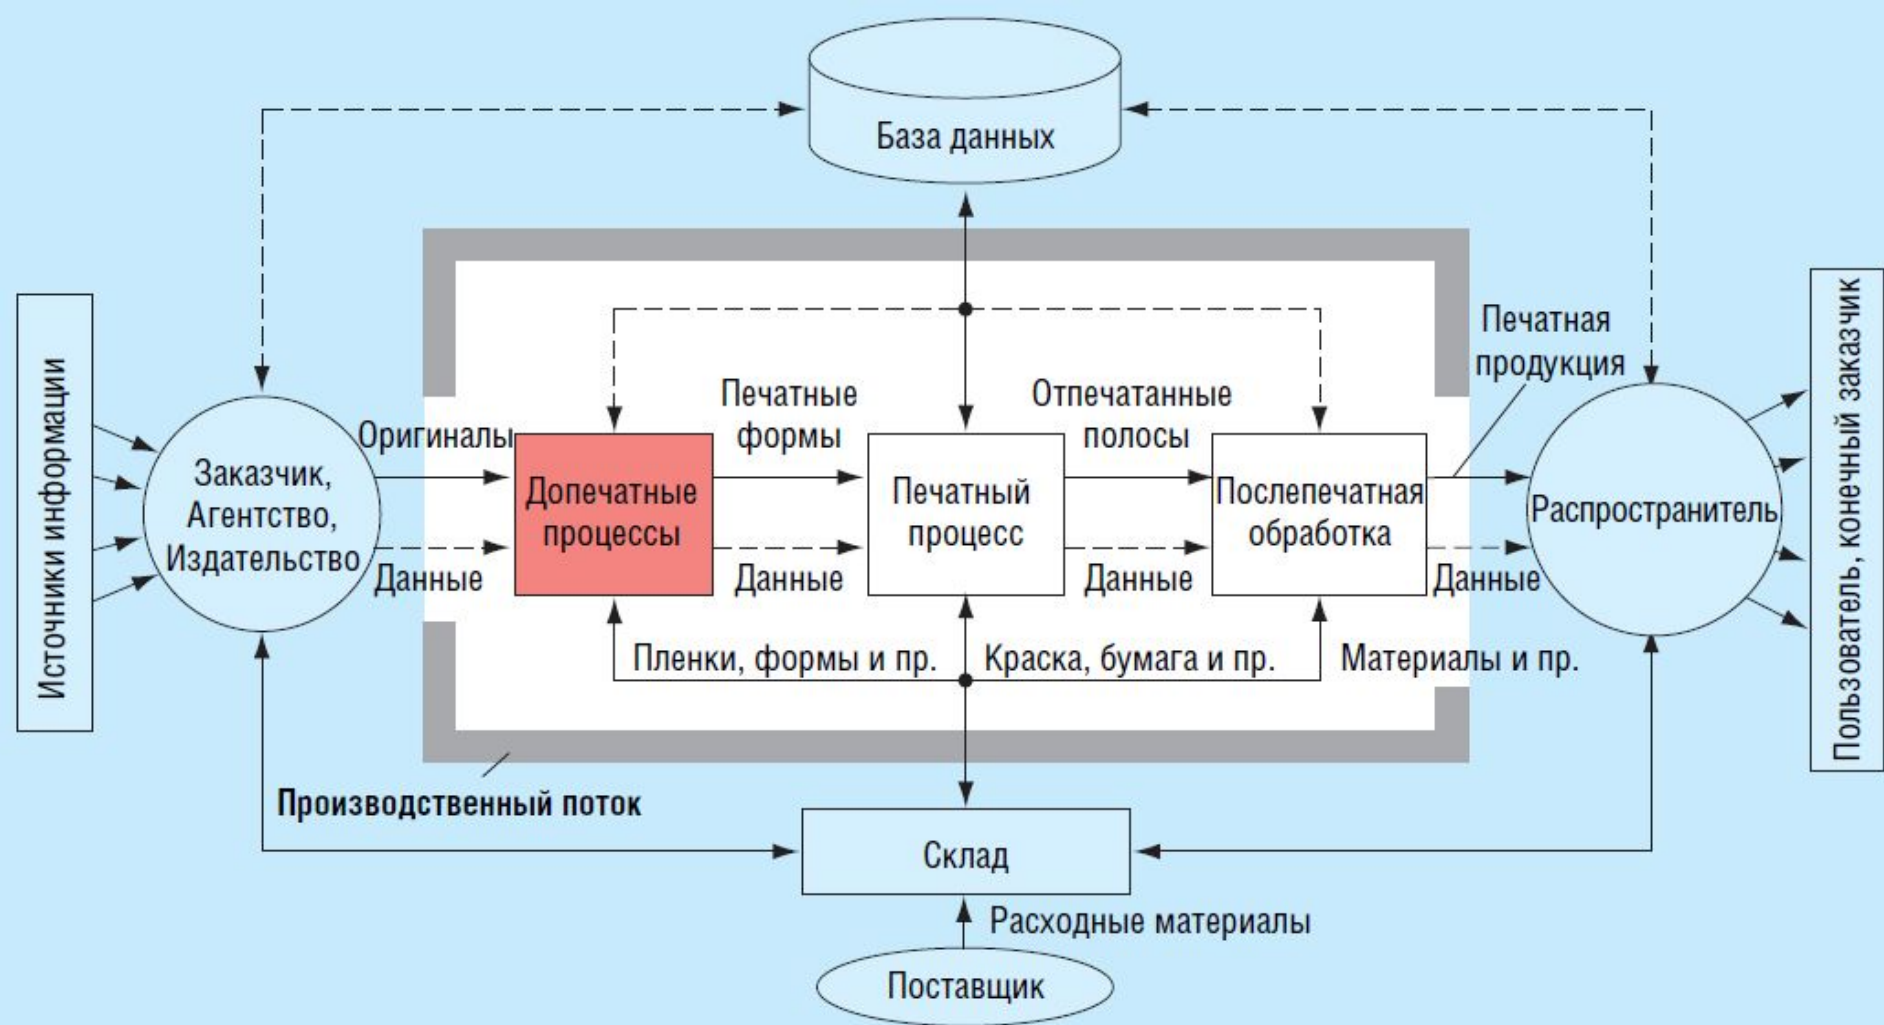 База данных
Источники информации
Заказчик,
Агентство,
Издательство
Оригиналы
Данные
Допечатные
процессы
Печатные
формы
Данные
Печатный
процесс
Отпечатанные
полосы
Данные
Послепечатная
обработка
Печатная
продукция
Данные
Распространитель
Пользователь, конечный заказчик
Пленки, формы и пр.
Краска, бумага и пр.
Материалы и пр.
Производственный поток
Склад
Расходные материалы
Поставщик